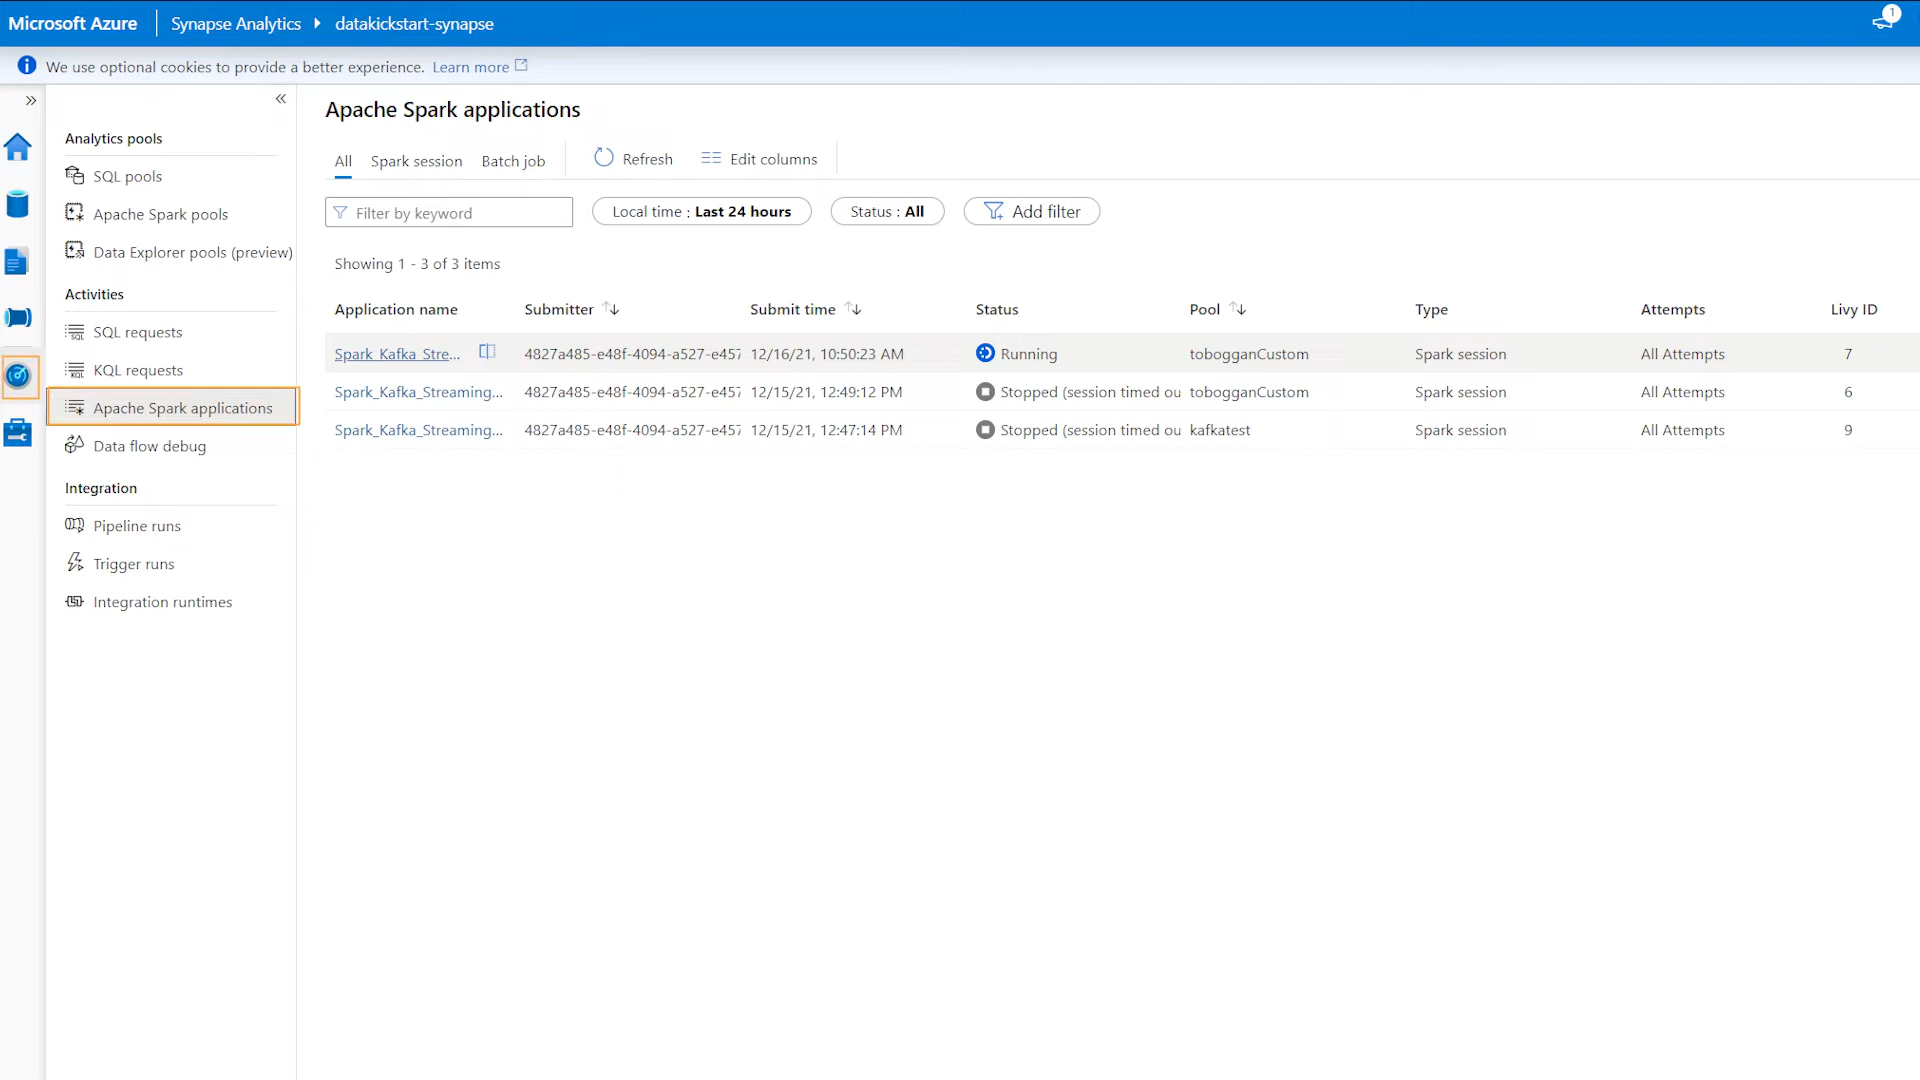 Microsoft Azure
Synapse Analytics
datakickstart-synapse
1
We use optional cookies to provide a better experience. Learn more
Analytics pools
SQL pools
Apache Spark pools
Data Explorer pools (preview)
Activities
SQL requests
KQL requests
Apache Spark applications
Data flow debug
Integration
Pipeline runs
Trigger runs
Integration runtimes
Apache Spark applications
All Spark session Batch job Refresh Edit columns
Filter by keyword Local time : Last 24 hours Status : All Add filter
Showing 1 - 3 of 3 items
Application name Submitter Submit time Status Pool Type Attempts Livy ID
Spark_Kafka_Stre... 4827a485-e48f-4094-a527-e457 12/16/21, 10:50:23 AM Running tobogganCustom Spark session All Attempts 7
Spark_Kafka_Streaming... 4827a485-e48f-4094-a527-e457 12/15/21, 12:49:12 PM Stopped (session timed ou tobogganCustom Spark session All Attempts 6
Spark_Kafka_Streaming... 4827a485-e48f-4094-a527-e457 12/15/21, 12:47:14 PM Stopped (session timed ou kafkatest Spark session All Attempts 9